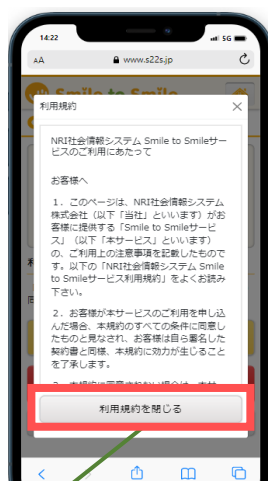 14:22
5G
AA
www.s22s.jp
Smile to Smile
利用規約
×
NRI社会情報システム Smile to Smileサー
ビスのご利用にあたって
お客様へ
１．このページは、NRI社会情報システム
株式会社（以下「当社」といいます）がお
客様に提供する「Smile to Smileサービ
ス」（以下「本サービス」といいます）
の、ご利用上の注意事項を記載したもので
す。以下の「NRI社会情報システム Smile
to Smileサービス利用規約」をよくお読み
下さい。
２．お客様が本サービスのご利用を申し込
んだ場合、本規約のすべての条件に同意し
たものと見なされ、お客様は自ら署名した
契約書と同様、本規約に効力が生じること
を了承します。
利用規約を閉じる